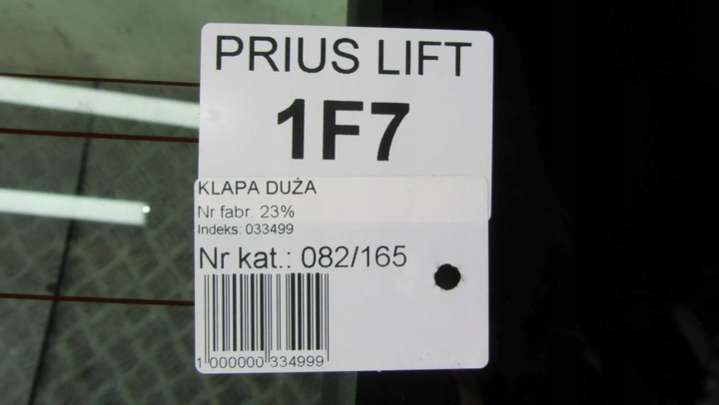 PRIUS LIFT
1F7
KLAPA DUŻA
Nr fabr. 23%
Indeks: 033499
Nr kat.: 082/165
1 000000 334999